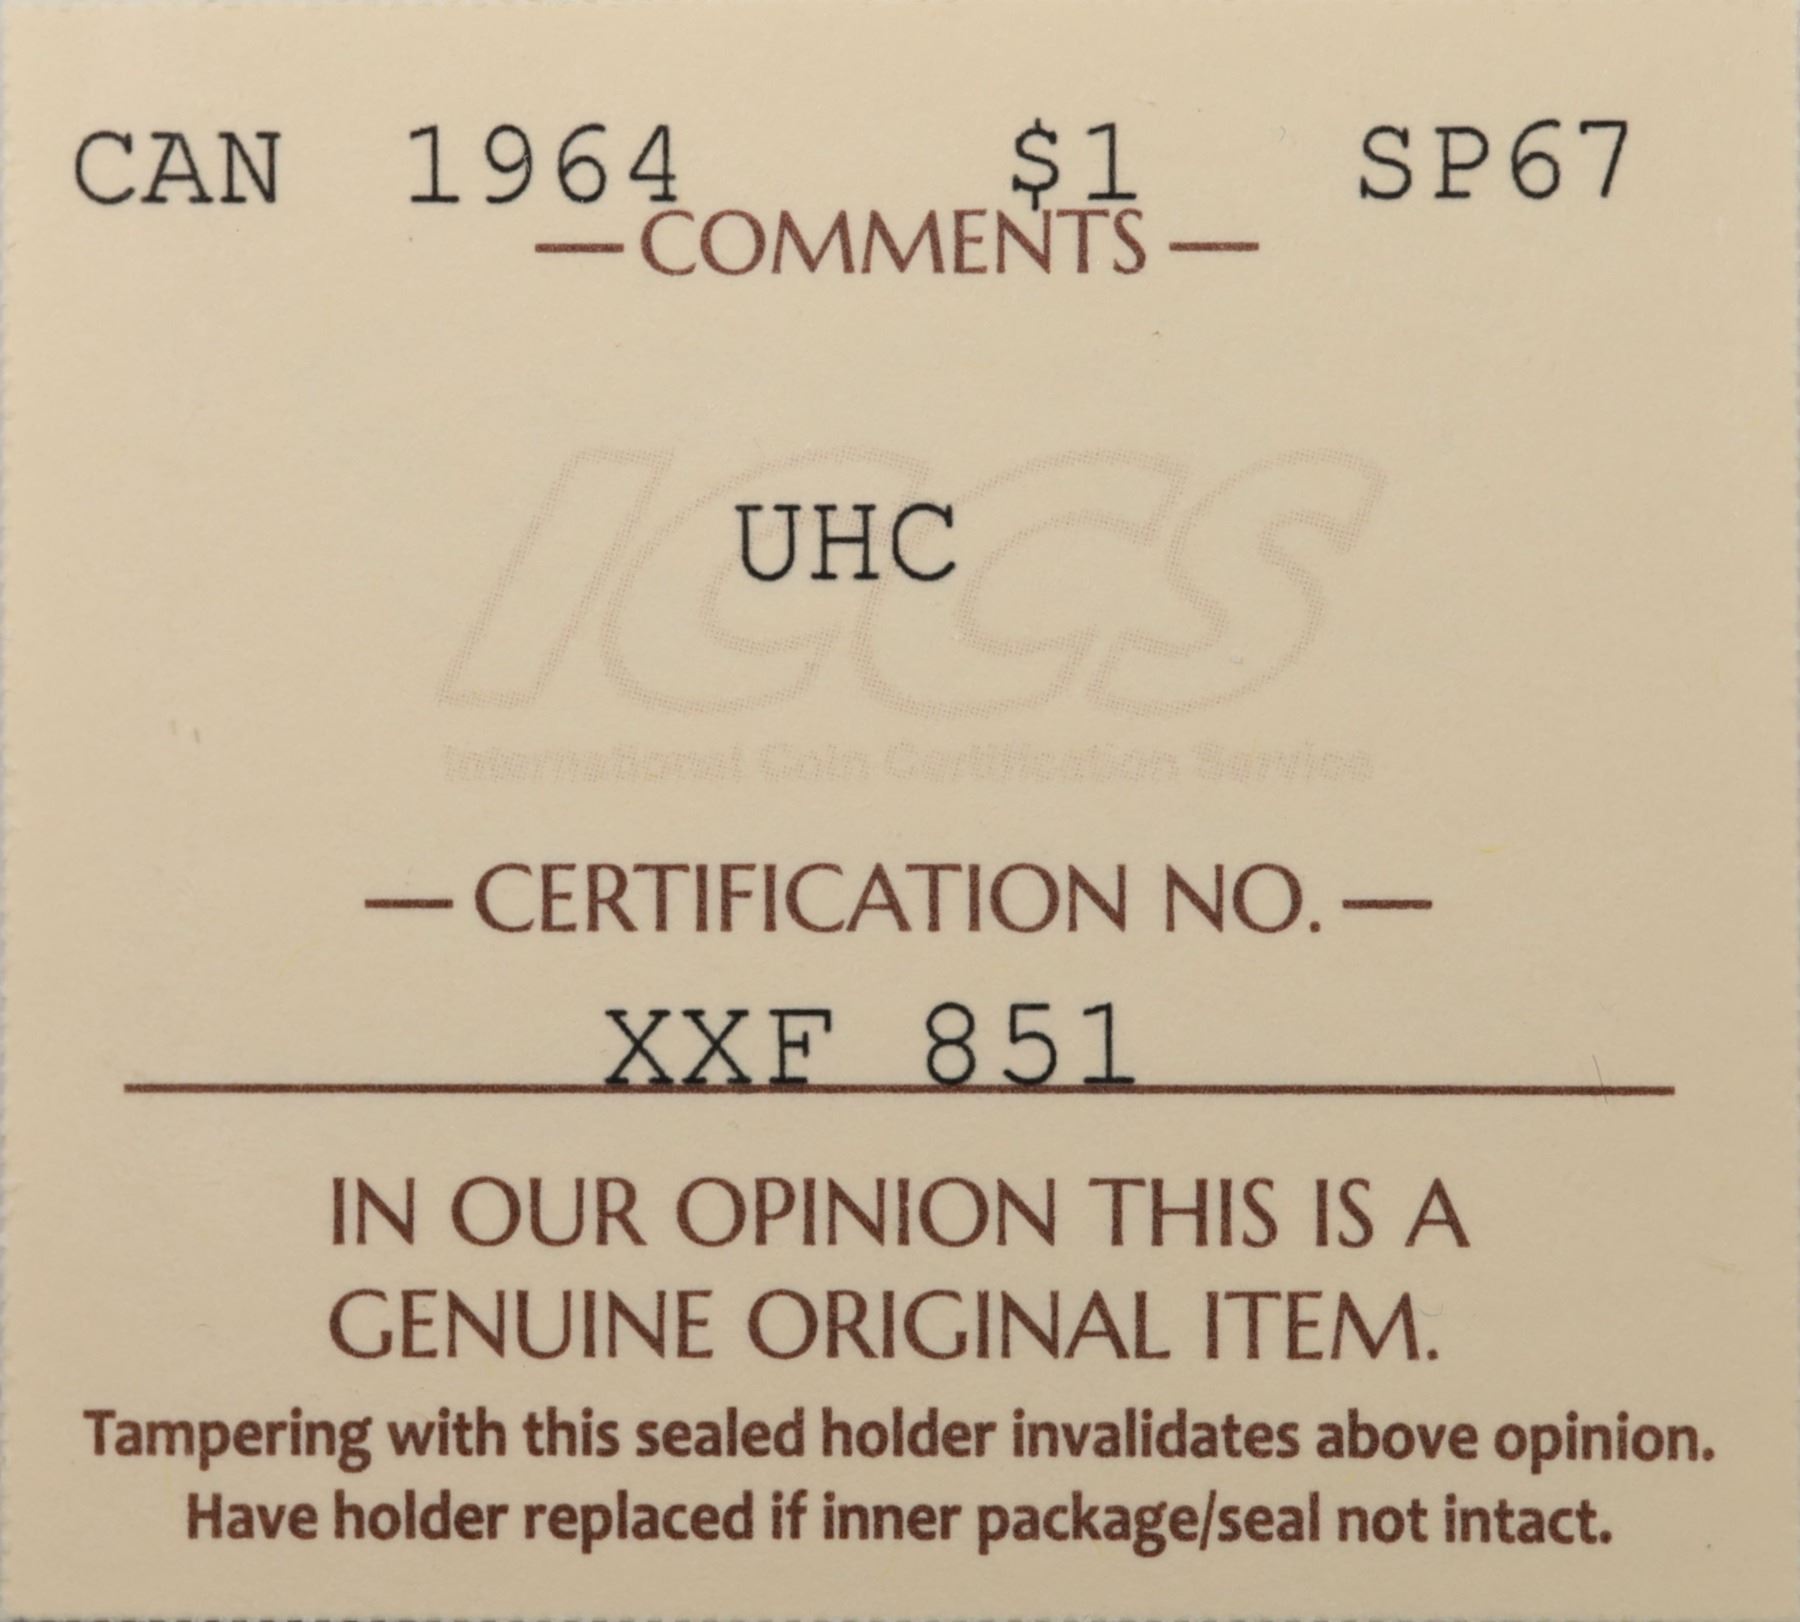 CAN 1964 $1 SP67
—COMMENTS—
ICCS
UHC
International Coin Certification Service
—CERTIFICATION NO.—
XXF 851
IN OUR OPINION THIS IS A
GENUINE ORIGINAL ITEM.
Tampering with this sealed holder invalidates above opinion.
Have holder replaced if inner package/seal not intact.